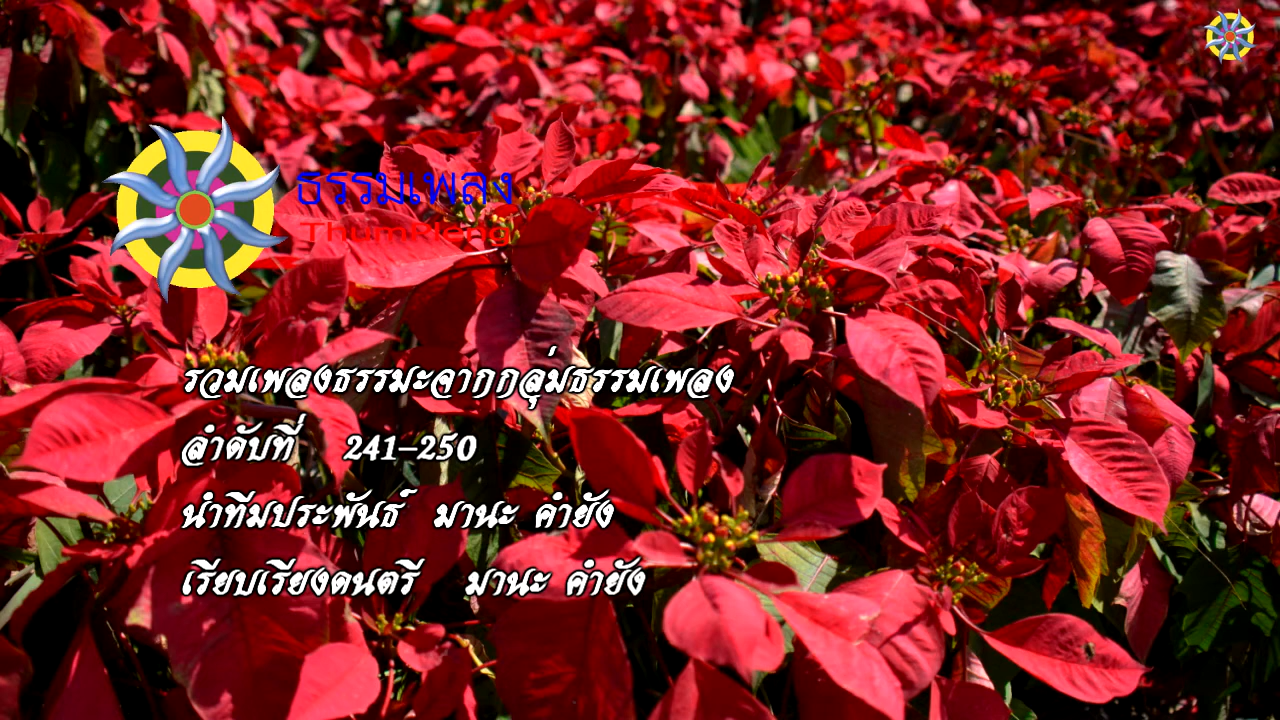 ธรรมเพลง
ThumPleng
รวมเพลงธรรมะจากกลุ่มธรรมเพลง
ลำดับที่ 241-250
นำทีมประพันธ์ มานะ คำยัง
เรียบเรียงดนตรี มานะ คำยัง